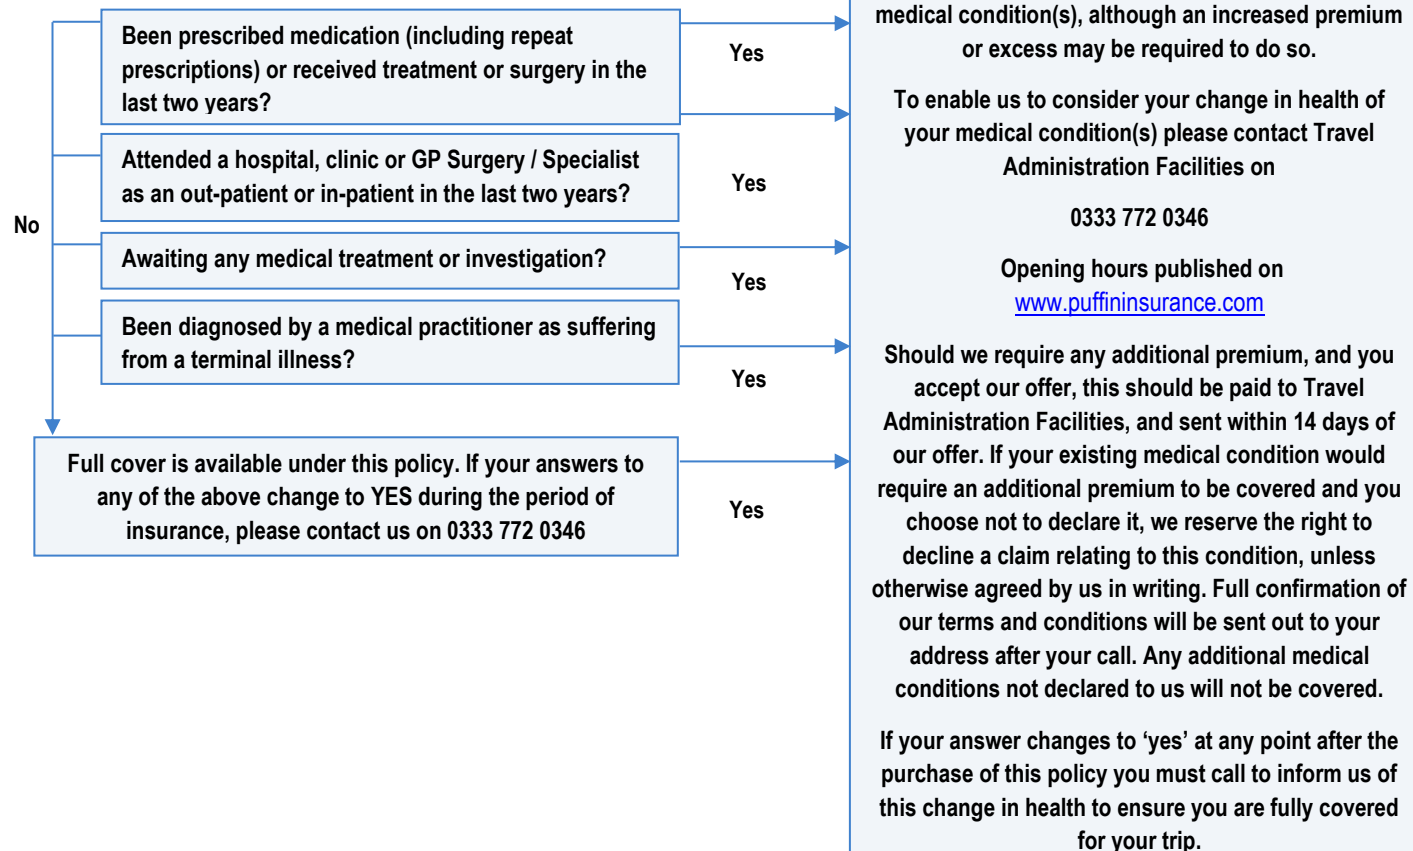 Been prescribed medication (including repeat
prescriptions) or received treatment or surgery in the
last two years?
Yes
Attended a hospital, clinic or GP Surgery / Specialist
as an out-patient or in-patient in the last two years?
Yes
No
Awaiting any medical treatment or investigation?
Yes
Been diagnosed by a medical practitioner as suffering
from a terminal illness?
Yes
Full cover is available under this policy. If your answers to
any of the above change to YES during the period of
insurance, please contact us on 0333 772 0346
Yes
medical condition(s), although an increased premium
or excess may be required to do so.
To enable us to consider your change in health of
your medical condition(s) please contact Travel
Administration Facilities on
0333 772 0346
Opening hours published on
www.puffininsurance.com
Should we require any additional premium, and you
accept our offer, this should be paid to Travel
Administration Facilities, and sent within 14 days of
our offer. If your existing medical condition would
require an additional premium to be covered and you
choose not to declare it, we reserve the right to
decline a claim relating to this condition, unless
otherwise agreed by us in writing. Full confirmation of
our terms and conditions will be sent out to your
address after your call. Any additional medical
conditions not declared to us will not be covered.
If your answer changes to ‘yes’ at any point after the
purchase of this policy you must call to inform us of
this change in health to ensure you are fully covered
for your trip.